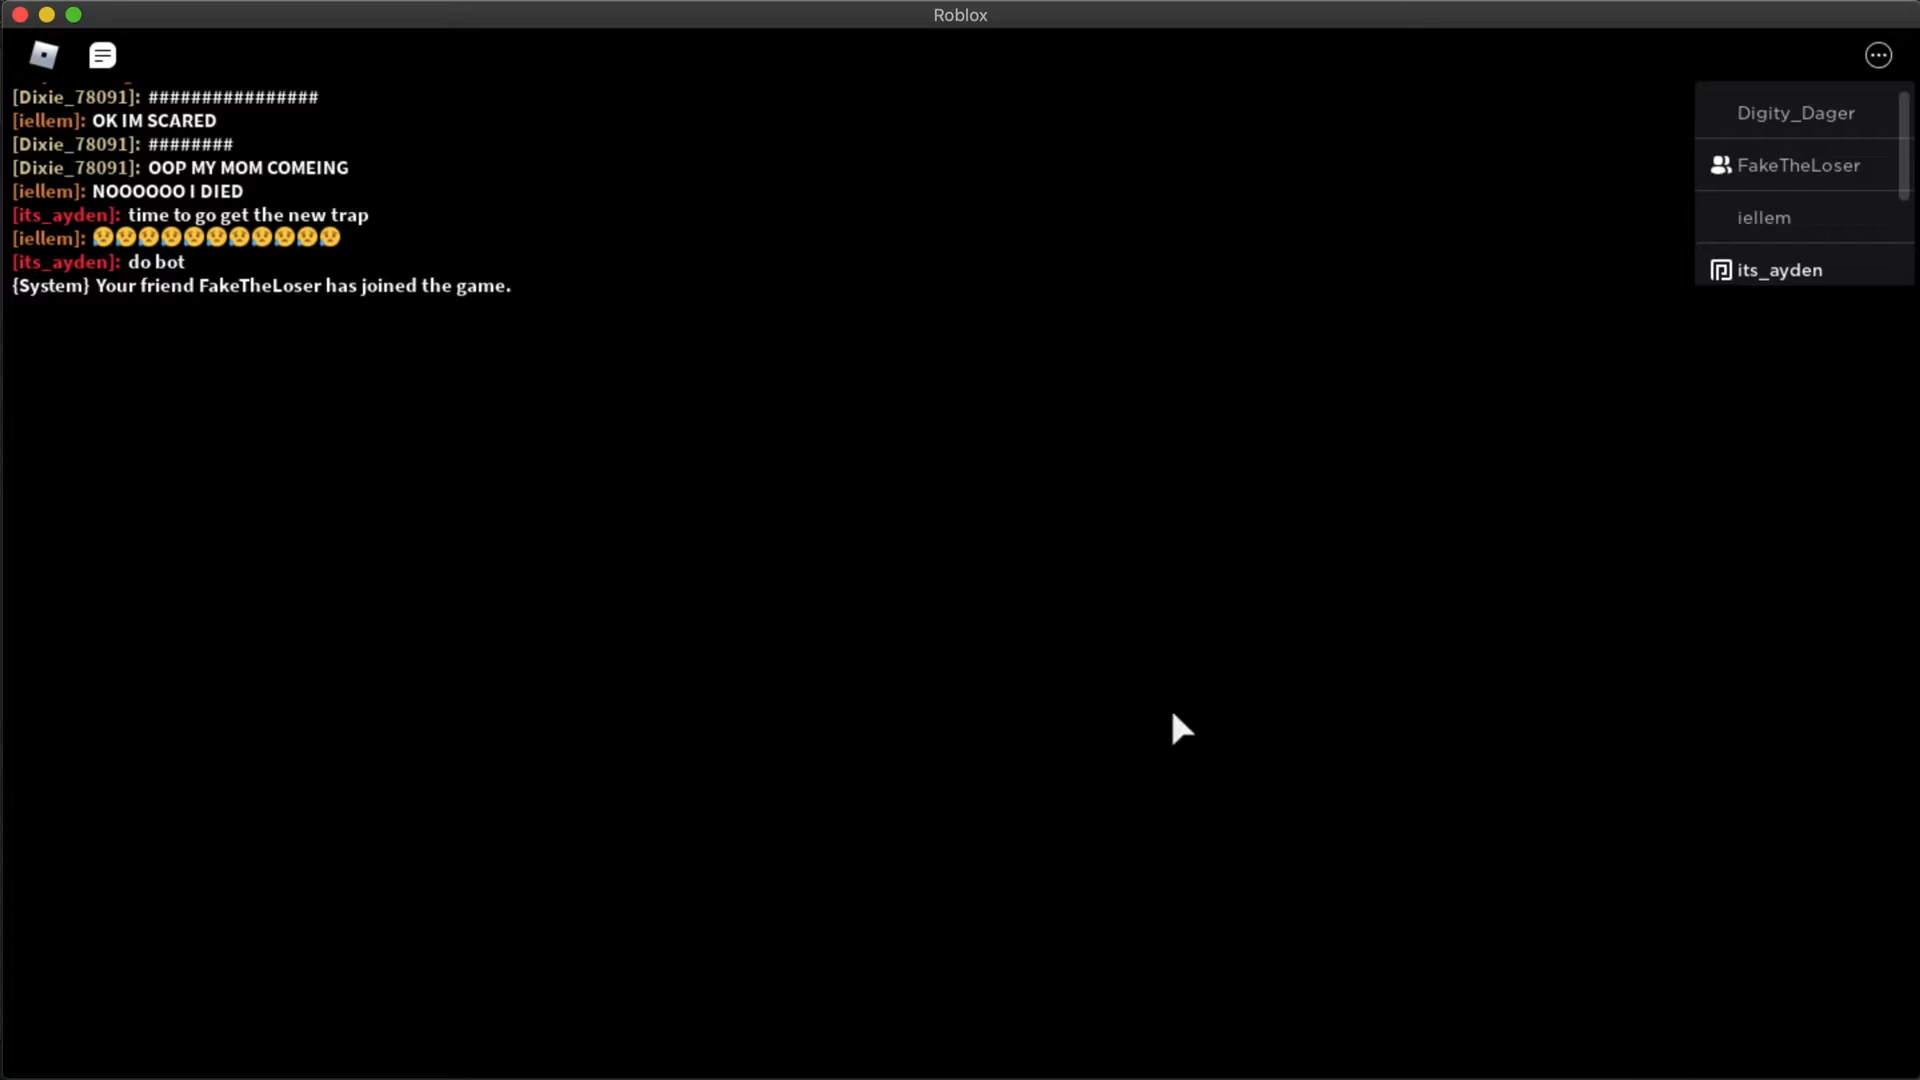 Roblox
[Dixie_78091]: ################
[iellem]: OK IM SCARED
[Dixie_78091]: ########
[Dixie_78091]: OOP MY MOM COMEING
[iellem]: NOOOOOO I DIED
[its_ayden]: time to go get the new trap
[iellem]: 😥😥😥😥😥😥😥😥😥😥😥
[its_ayden]: do bot
{System} Your friend FakeTheLoser has joined the game.
Digity_Dager
FakeTheLoser
iellem
its_ayden